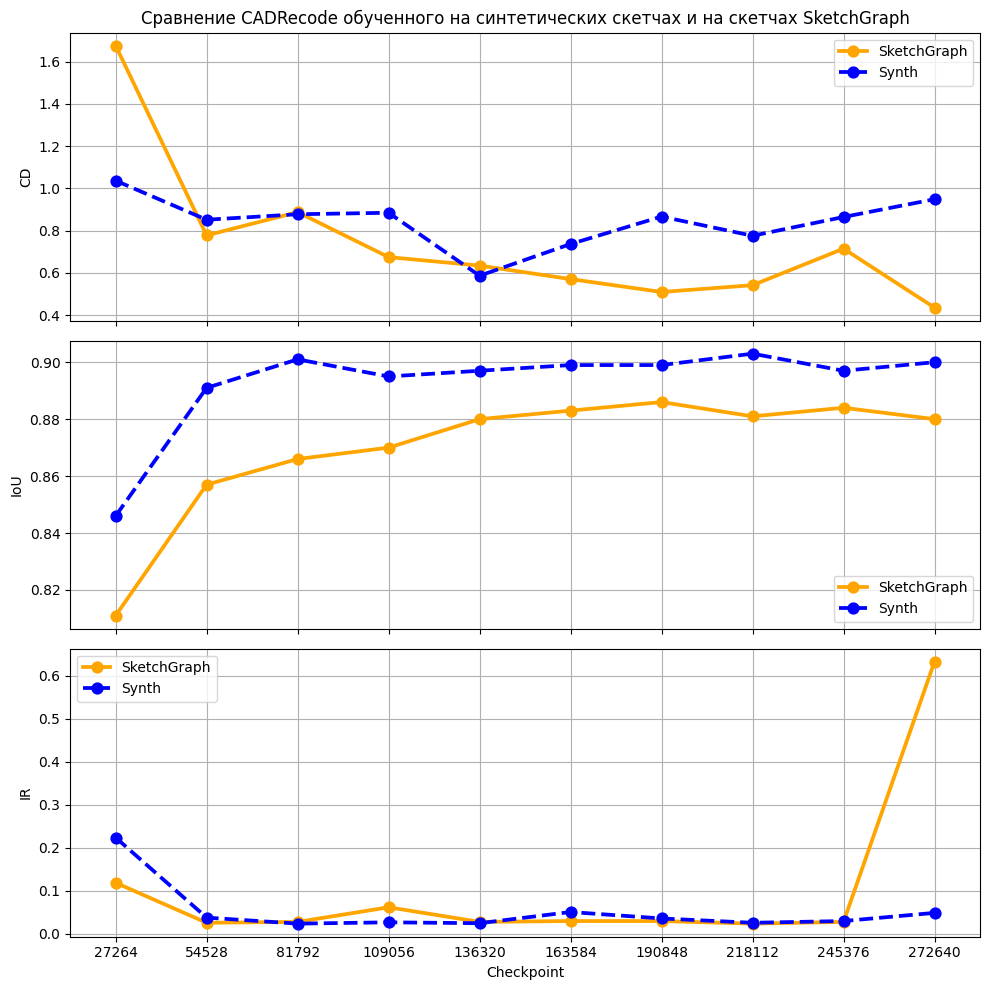 Сравнение CADRecode обученного на синтетических скетчах и на скетчах SketchGraph
SketchGraph
Synth
1.6
1.4
1.2
1.0
0.8
0.6
0.4
CD
0.90
0.88
0.86
0.84
0.82
IoU
SketchGraph
Synth
SketchGraph
Synth
0.6
0.5
0.4
0.3
0.2
0.1
0.0
IR
27264 54528 81792 109056 136320 163584 190848 218112 245376 272640
Checkpoint